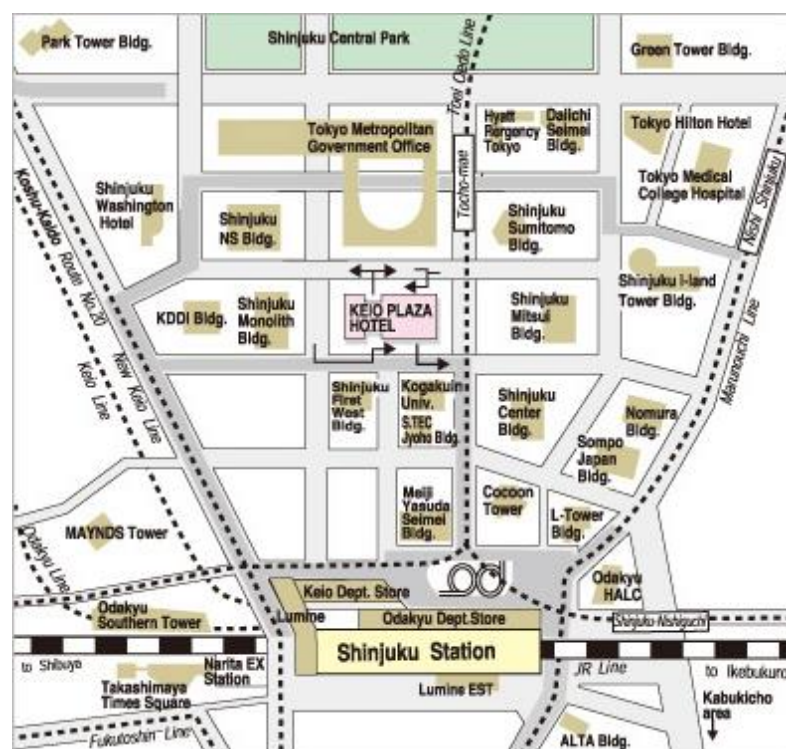 Park Tower Bldg.
Shinjuku Central Park
Green Tower Bldg.
Toei Oedo Line
Tokyo Metropolitan
Government Office
Hyatt
Regency
Tokyo
Daiichi
Seimei
Bldg.
Tokyo Hilton Hotel
Tokyo Medical
College Hospital
Nishi Shinjuku
Tocho-mae
Shinjuku
Washington
Hotel
Shinjuku
NS Bldg.
Shinjuku
Sumitomo
Bldg.
Shinjuku i-land
Tower Bldg.
Koshu-Kaido Route No.20
KDDI Bldg.
Shinjuku
Monolith
Bldg.
KEIO PLAZA
HOTEL
Shinjuku
Mitsui
Bldg.
Marunouchi Line
New Keio Line
Keio Line
Shinjuku
First
West Bldg.
Kogakuin
Univ.
S.TEC
Jyoho Bldg.
Shinjuku
Center
Bldg.
Nomura
Bldg.
Sompo
Japan
Bldg.
Meiji
Yasuda
Seimei
Bldg.
Cocoon
Tower
L-Tower
Bldg.
MAYNDS Tower
Odakyu Line
Odakyu
HALC
Keio Dept. Store
Lumine
Odakyu Dept.Store
Odakyu
Southern Tower
Shinjuku-Nishiguchi
Shinjuku Station
to Shibuya
Narita EX
Station
Takashimaya
Times Square
Lumine EST
JR Line
to Ikebukuro
Kabukicho
area
Fukutoshin Line
ALTA Bldg.